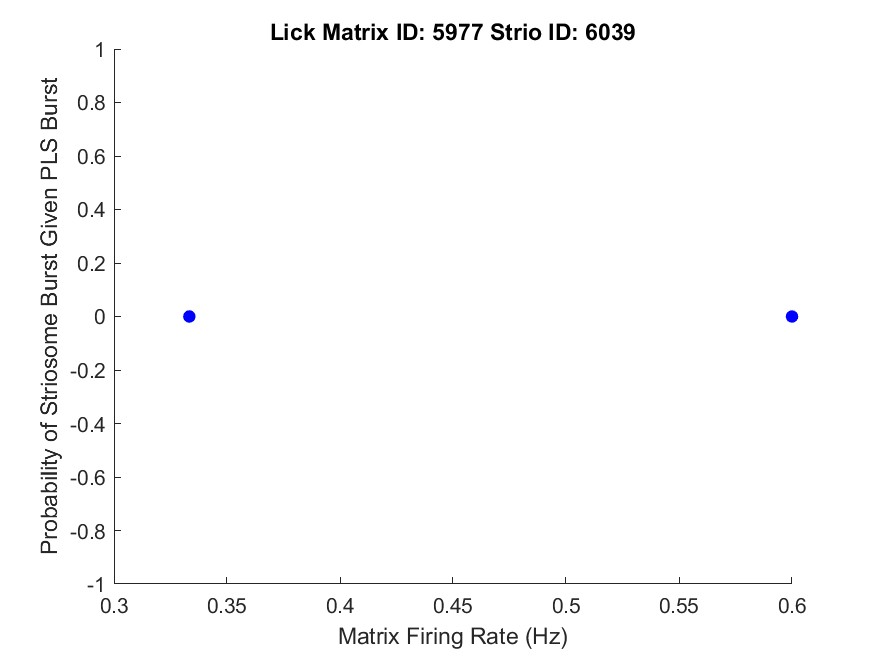 Lick Matrix ID: 5977 Strio ID: 6039
Probability of Striosome Burst Given PLS Burst
1
0.8
0.6
0.4
0.2
0
-0.2
-0.4
-0.6
-0.8
-1
0.3 0.35 0.4 0.45 0.5 0.55 0.6
Matrix Firing Rate (Hz)